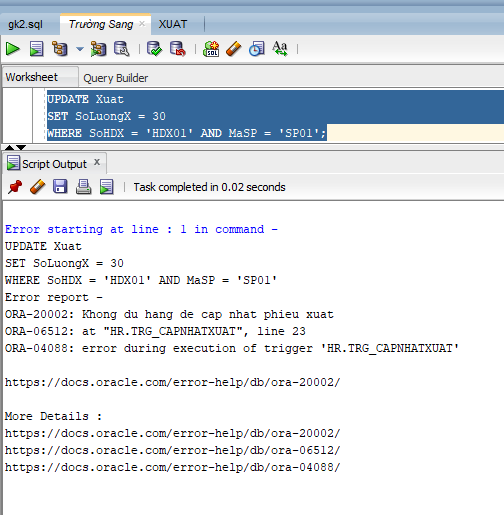 gk2.sql Trường Sang XUAT
SQL
Aa
Worksheet Query Builder
UPDATE Xuat
SET SoLuongX = 30
WHERE SoHDX = 'HDX01' AND MaSP = 'SP01';
Script Output x
Task completed in 0.02 seconds
Error starting at line : 1 in command -
UPDATE Xuat
SET SoLuongX = 30
WHERE SoHDX = 'HDX01' AND MaSP = 'SP01'
Error report -
ORA-20002: Khong du hang de cap nhat phieu xuat
ORA-06512: at "HR.TRG_CAPNHATXUAT", line 23
ORA-04088: error during execution of trigger 'HR.TRG_CAPNHATXUAT'
https://docs.oracle.com/error-help/db/ora-20002/
More Details :
https://docs.oracle.com/error-help/db/ora-20002/
https://docs.oracle.com/error-help/db/ora-06512/
https://docs.oracle.com/error-help/db/ora-04088/